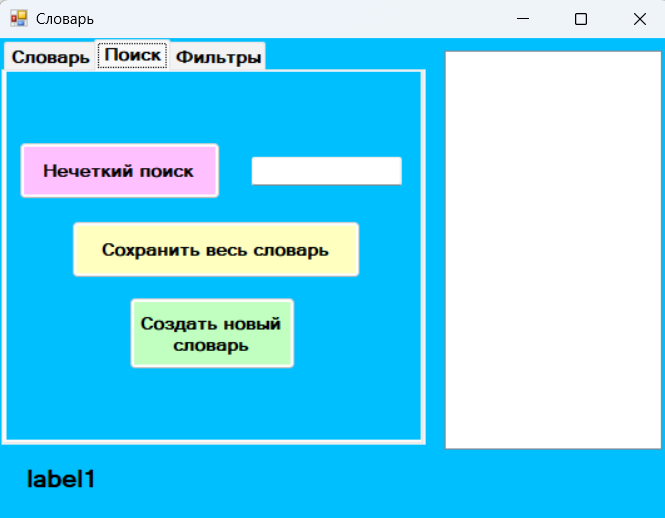 Словарь
Словарь Поиск Фильтры
Нечеткий поиск
Сохранить весь словарь
Создать новый
словарь
label1